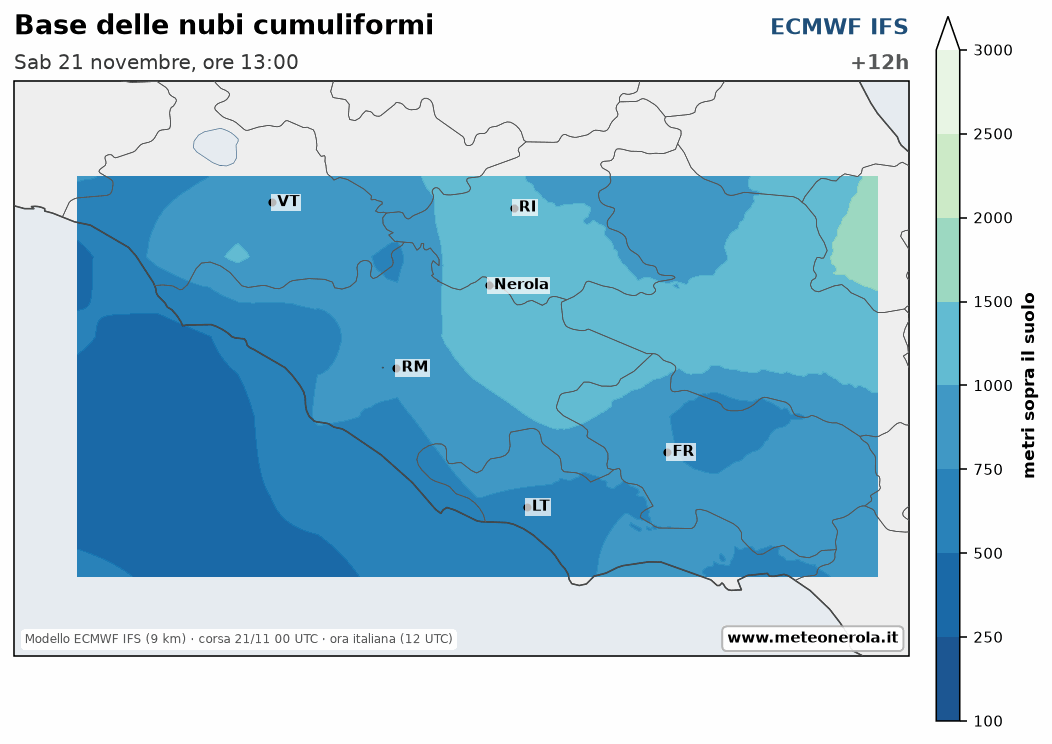 Base delle nubi cumuliformi
ECMWF IFS
Sab 21 novembre, ore 13:00
+12h
3000
2500
2000
1500
1000
750
500
250
100
metri sopra il suolo
VT
RI
Nerola
RM
FR
LT
Modello ECMWF IFS (9 km) · corsa 21/11 00 UTC · ora italiana (12 UTC)
www.meteonerola.it